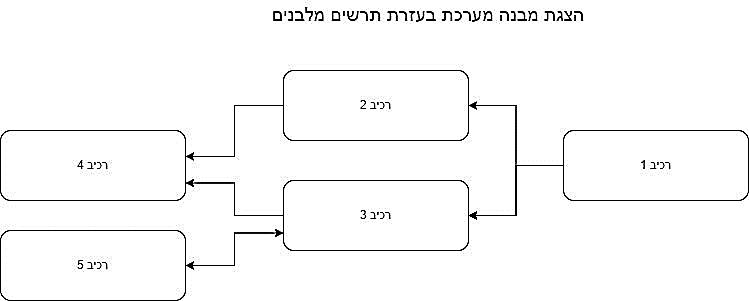 הצגת מבנה מערכת בעזרת תרשים מלבנים
רכיב 1
רכיב 2
רכיב 3
רכיב 4
רכיב 5